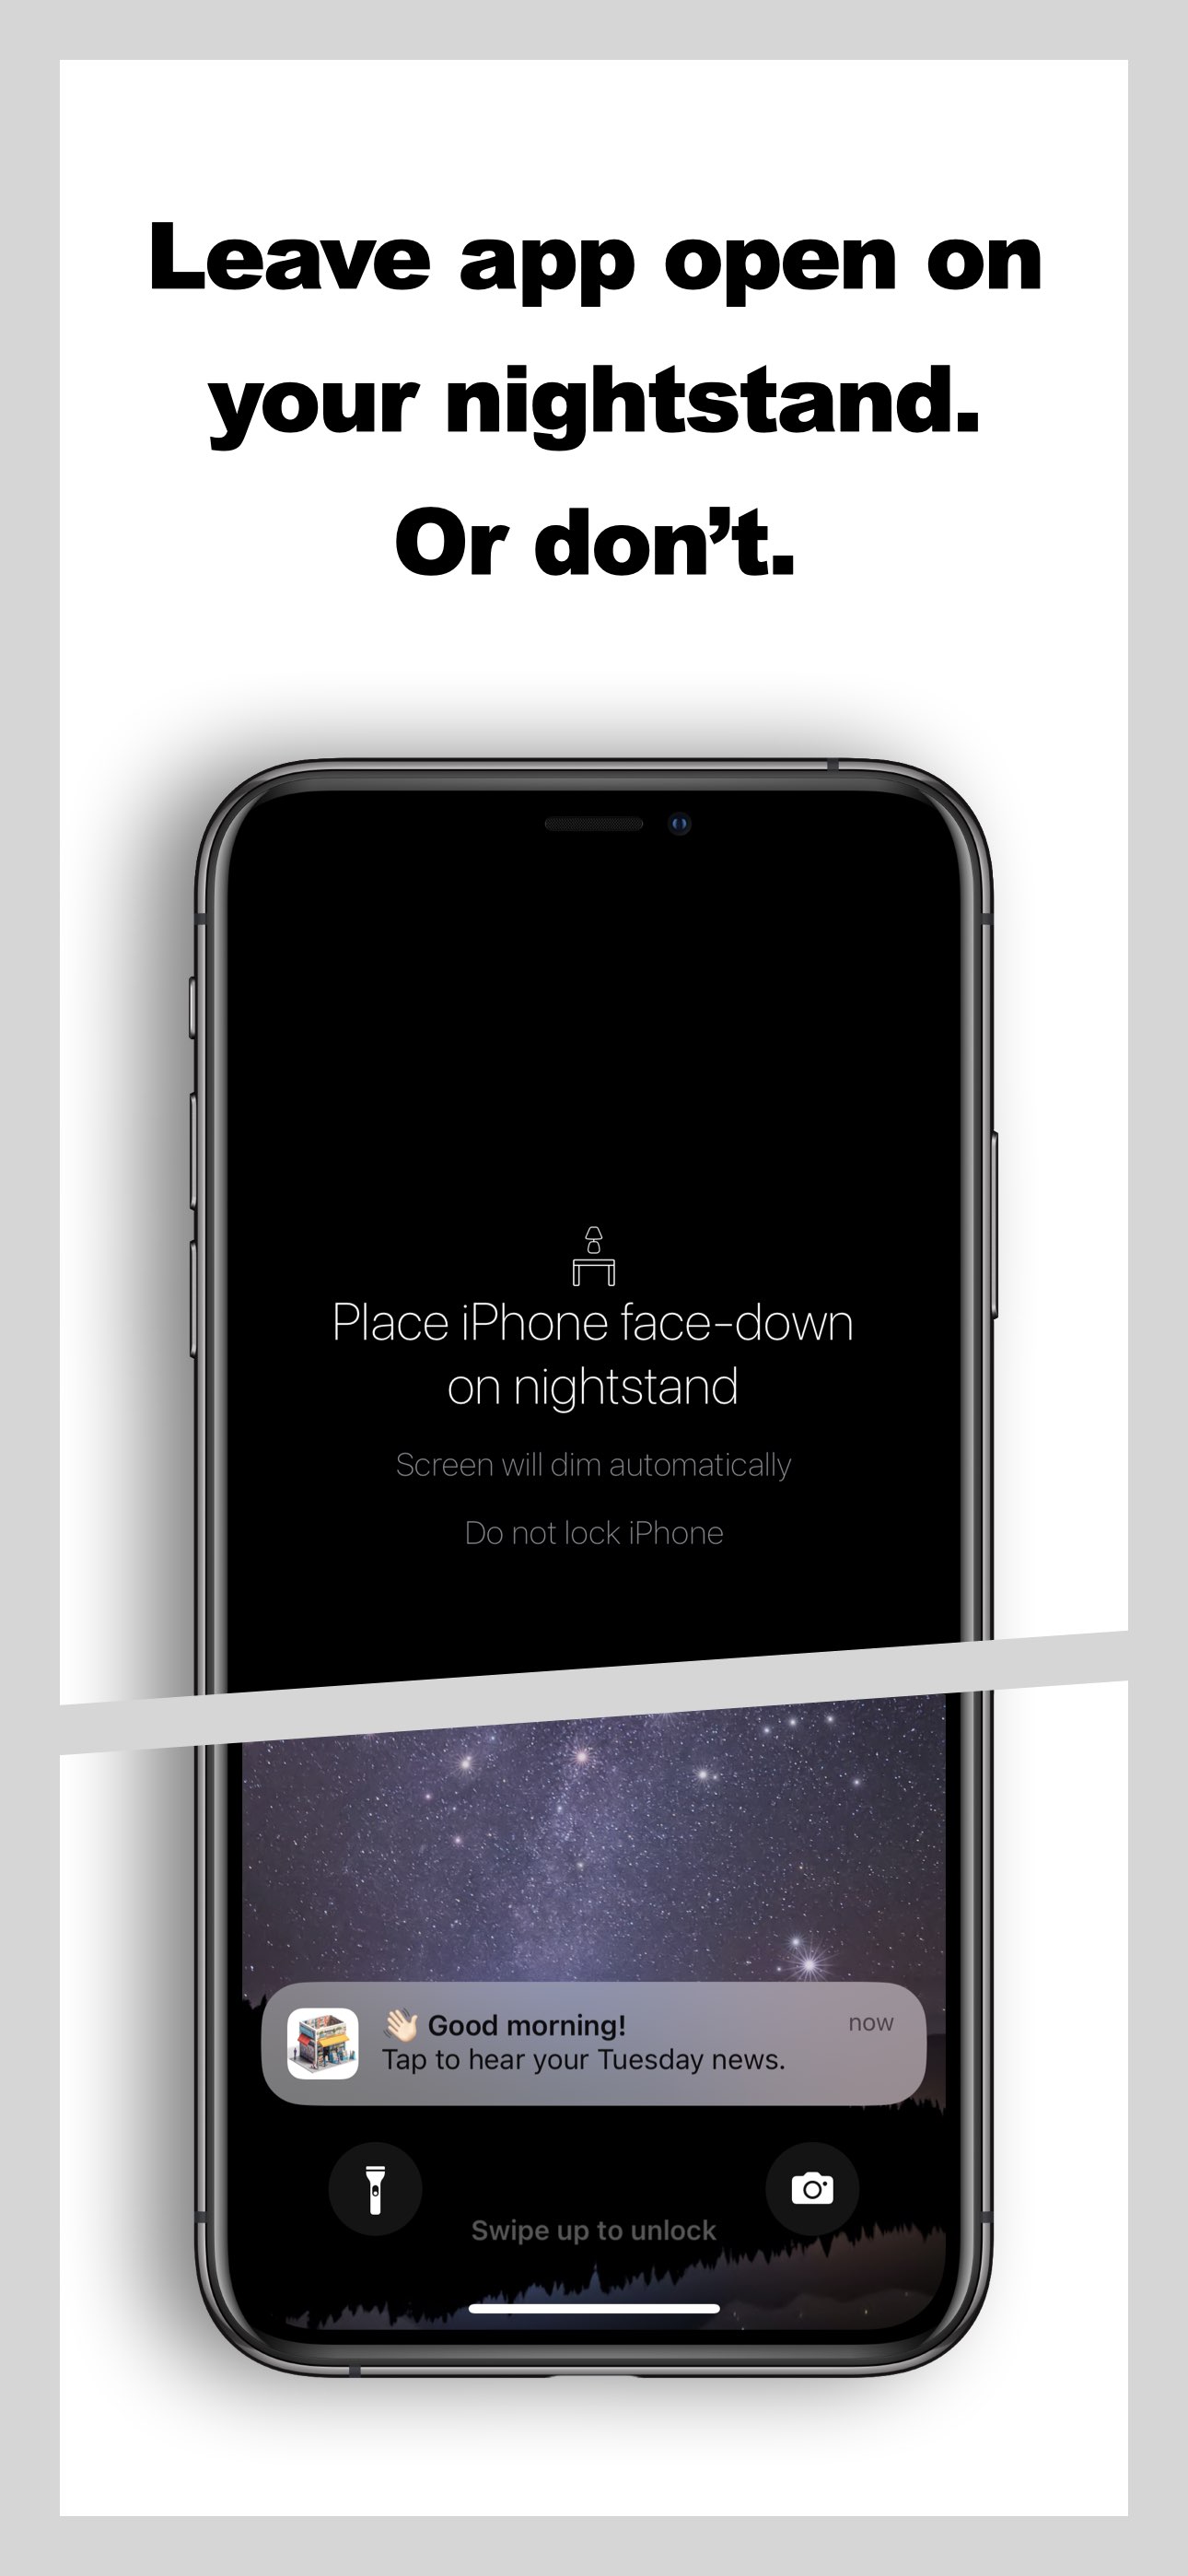 Leave app open on
your nightstand.
Or don’t.
Place iPhone face-down
on nightstand
Screen will dim automatically
Do not lock iPhone
👋🏻 Good morning!
now
Tap to hear your Tuesday news.
Swipe up to unlock